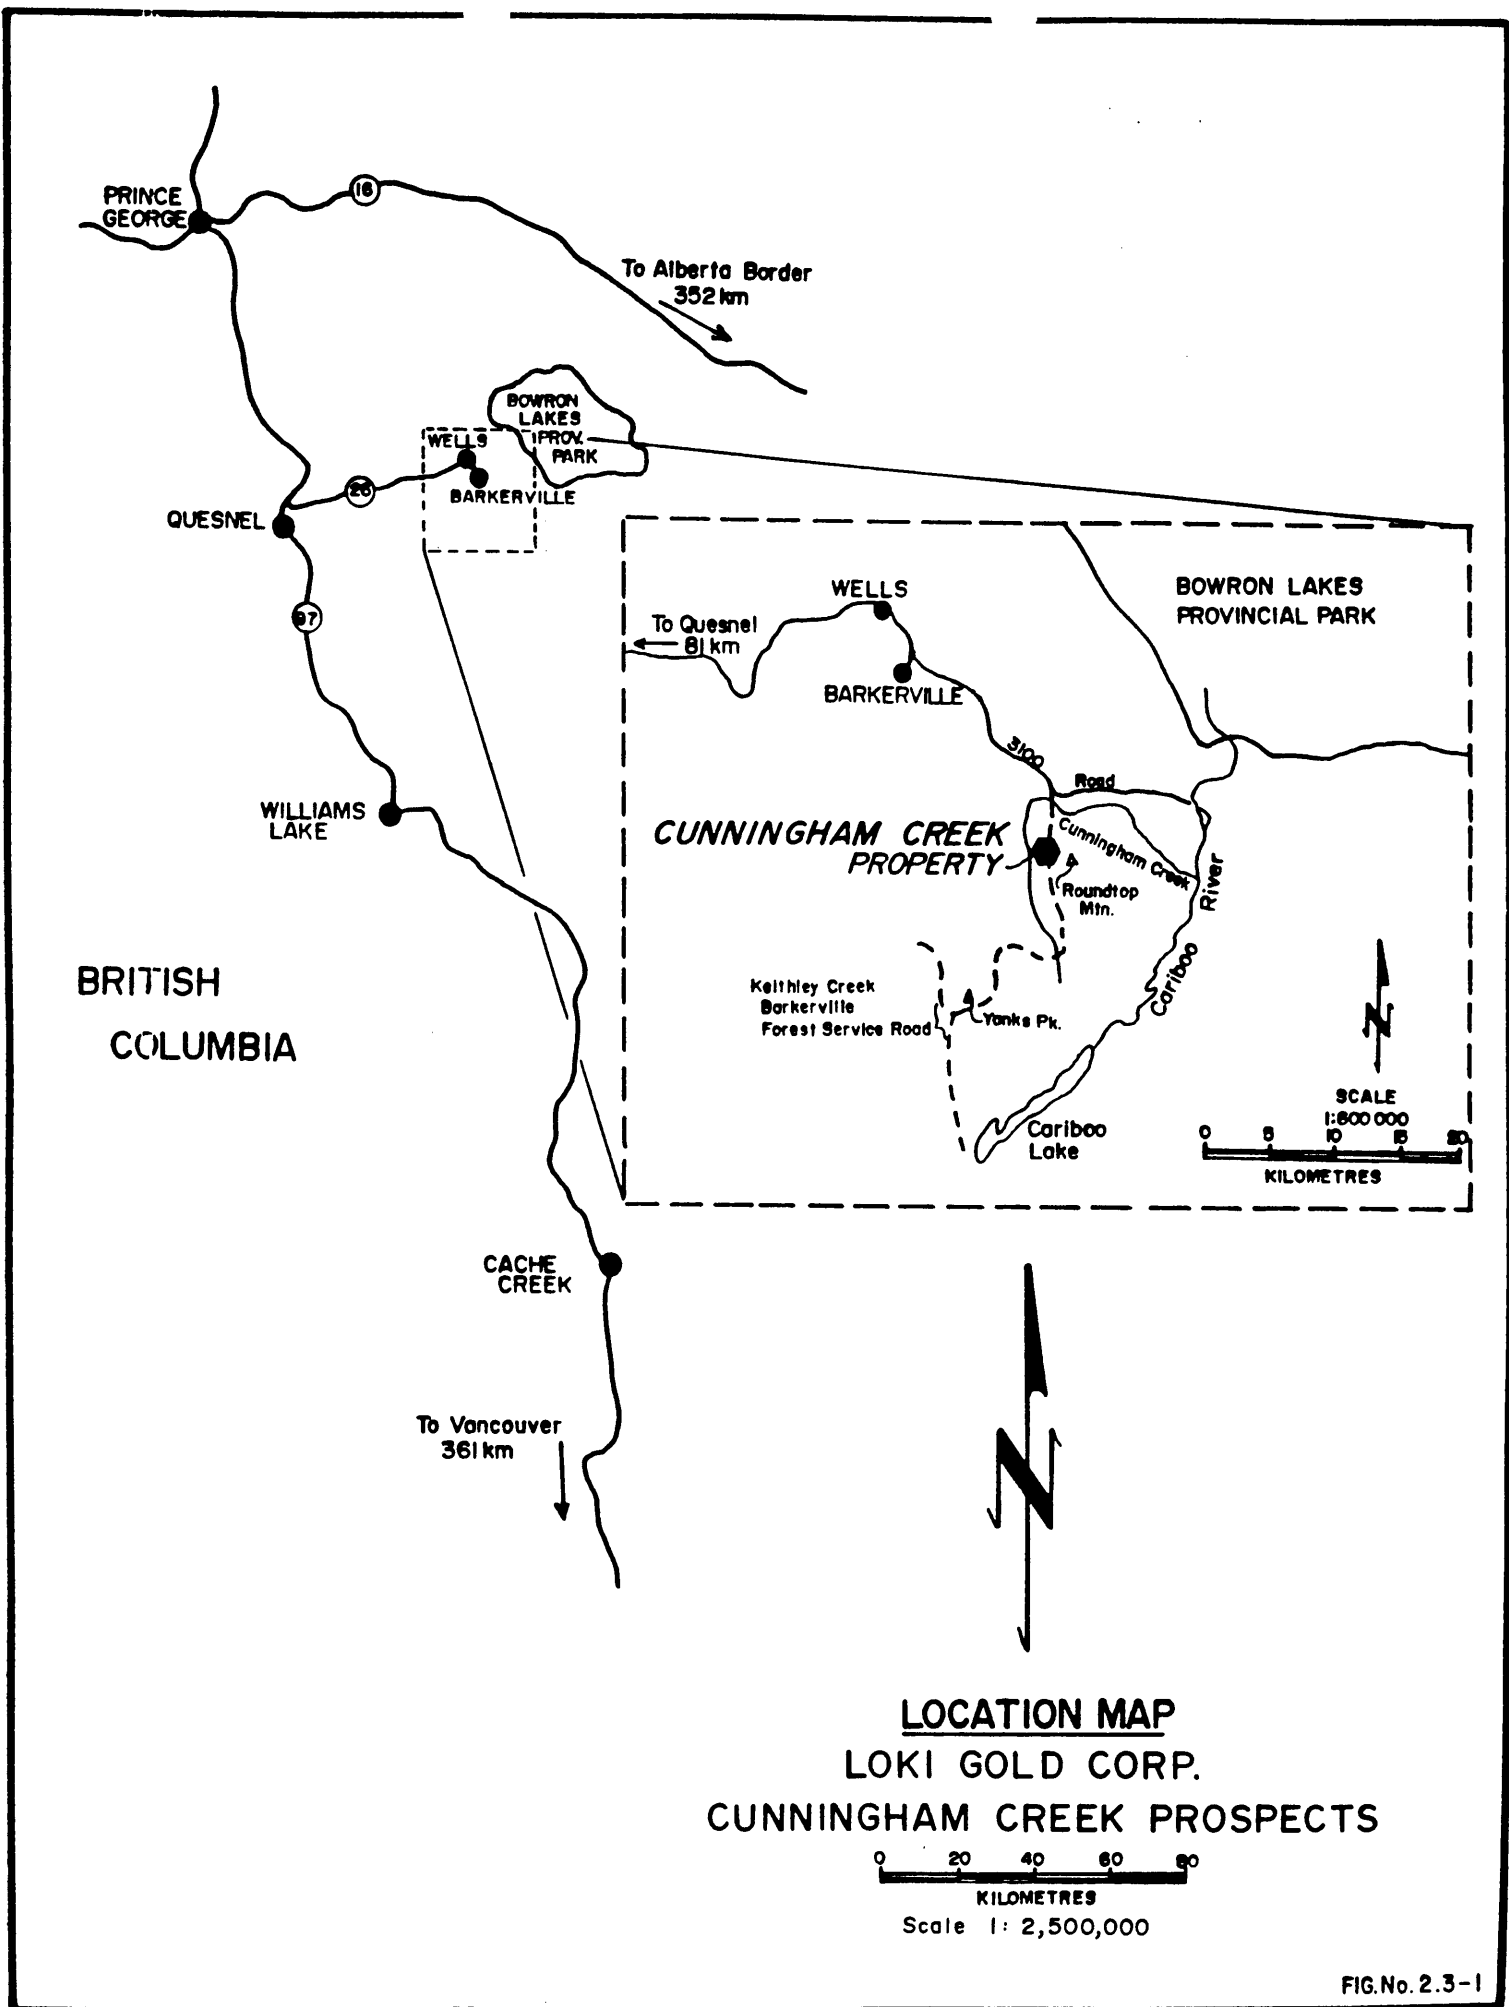 PRINCE
GEORGE
16
To Alberta Border
352 km
BOWRON
LAKES
PROV.
PARK
WELLS
BARKERVILLE
26
QUESNEL
97
WILLIAMS
LAKE
BRITISH
COLUMBIA
CACHE
CREEK
To Vancouver
361 km
WELLS
To Quesnel
81 km
BARKERVILLE
BOWRON LAKES
PROVINCIAL PARK
3100
Road
CUNNINGHAM CREEK
PROPERTY
Cunningham Creek
Roundtop
Mtn.
River
Cariboo
Keithley Creek
Barkerville
Forest Service Road
Yanks Pk.
Cariboo
Lake
N
SCALE
1:600 000
0 5 10 15 20
KILOMETRES
N
LOCATION MAP
LOKI GOLD CORP.
CUNNINGHAM CREEK PROSPECTS
0 20 40 60 80
KILOMETRES
Scale 1: 2,500,000
FIG. No. 2.3-1